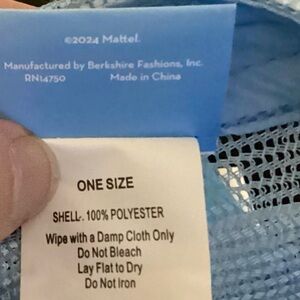 ©2024 Mattel.
Manufactured by Berkshire Fashions, Inc.
RN14750 Made in China
ONE SIZE
SHELL: 100% POLYESTER
Wipe with a Damp Cloth Only
Do Not Bleach
Lay Flat to Dry
Do Not Iron